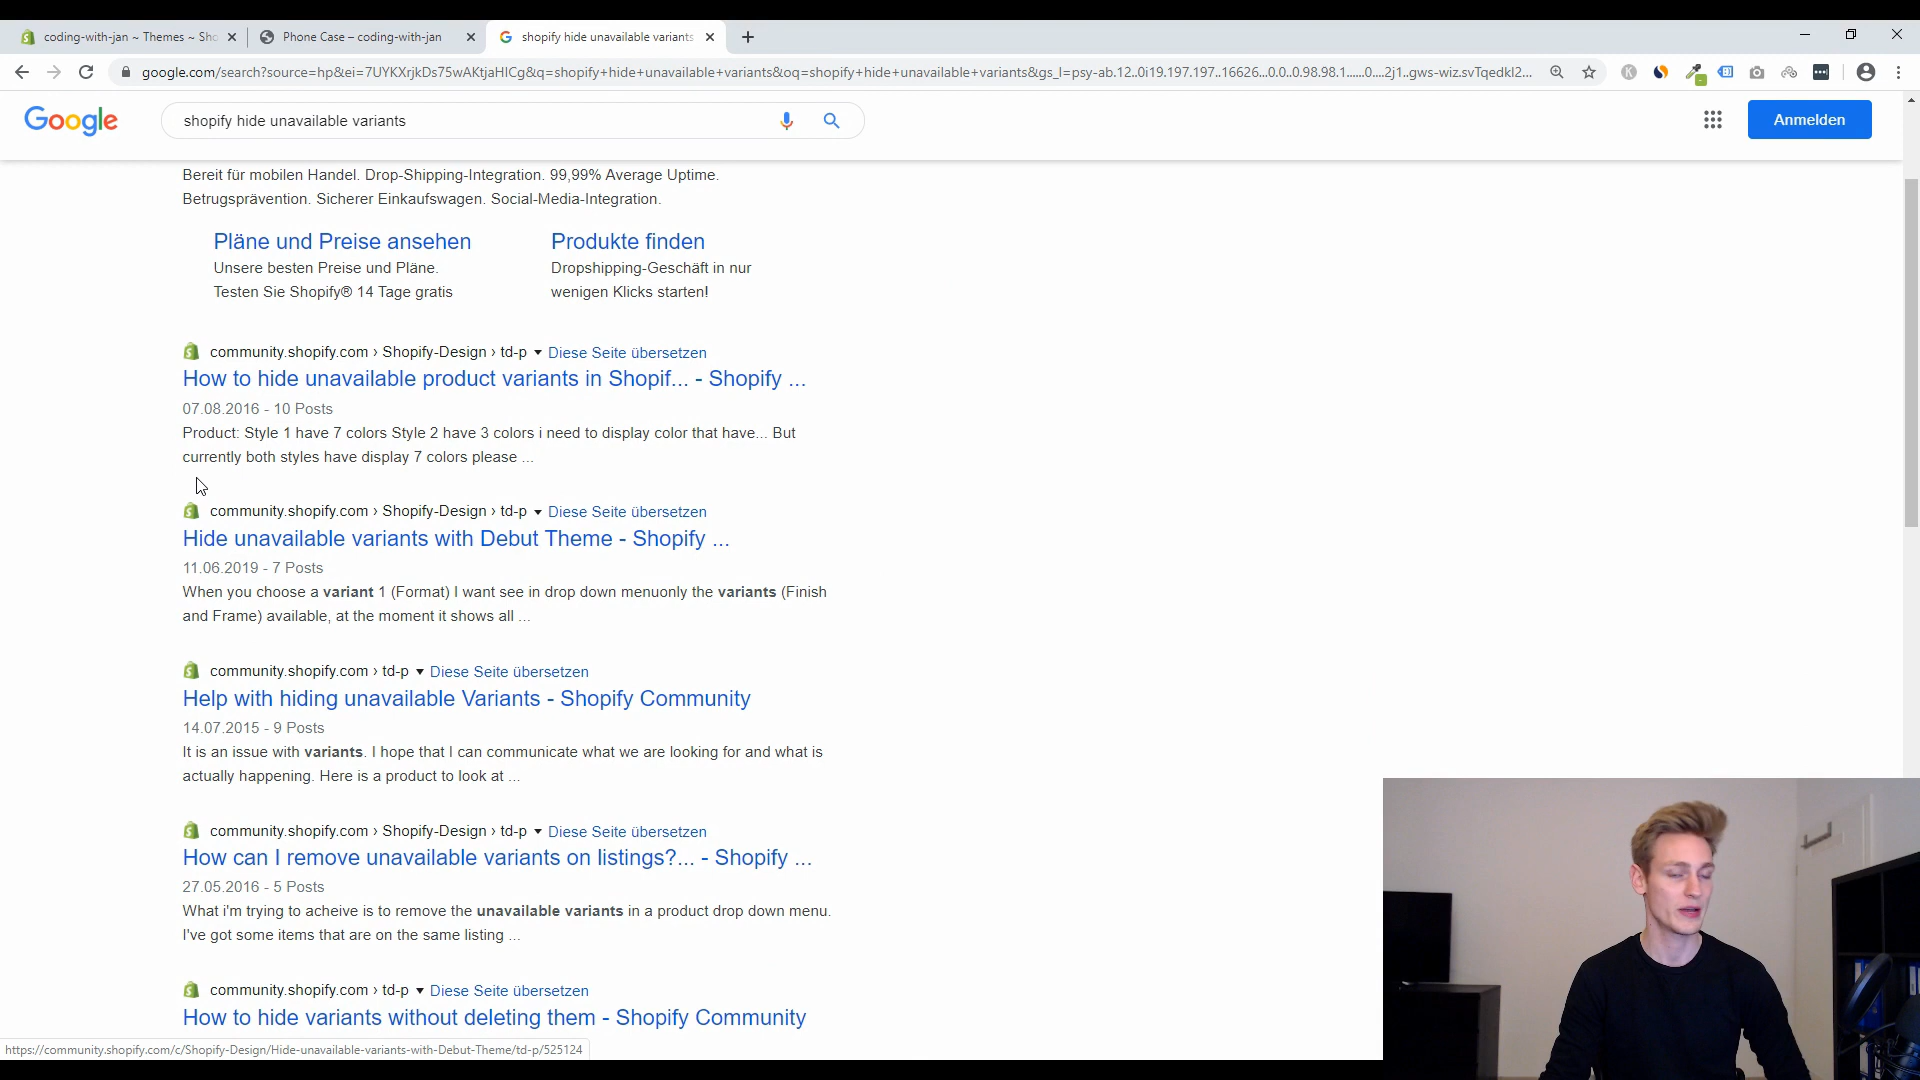 coding-with-jan ~ Themes ~ Sho
Phone Case – coding-with-jan
shopify hide unavailable variants
google.com/search?source=hp&ei=7UYKXrjkDs75wAKtjaHICg&q=shopify+hide+unavailable+variants&oq=shopify+hide+unavailable+variants&gs_l=psy-ab.12..0i19.197.197..16626...0.0..0.98.98.1......0....2j1..gws-wiz.svTqedkI2...
Google
shopify hide unavailable variants
Anmelden
Bereit für mobilen Handel. Drop-Shipping-Integration. 99,99% Average Uptime.
Betrugsprävention. Sicherer Einkaufswagen. Social-Media-Integration.
Pläne und Preise ansehen
Unsere besten Preise und Pläne.
Testen Sie Shopify® 14 Tage gratis
Produkte finden
Dropshipping-Geschäft in nur
wenigen Klicks starten!
community.shopify.com › Shopify-Design › td-p ▾ Diese Seite übersetzen
How to hide unavailable product variants in Shopif... - Shopify ...
07.08.2016 - 10 Posts
Product: Style 1 have 7 colors Style 2 have 3 colors i need to display color that have... But
currently both styles have display 7 colors please ...
community.shopify.com › Shopify-Design › td-p ▾ Diese Seite übersetzen
Hide unavailable variants with Debut Theme - Shopify ...
11.06.2019 - 7 Posts
When you choose a variant 1 (Format) I want see in drop down menuonly the variants (Finish
and Frame) available, at the moment it shows all ...
community.shopify.com › td-p ▾ Diese Seite übersetzen
Help with hiding unavailable Variants - Shopify Community
14.07.2015 - 9 Posts
It is an issue with variants. I hope that I can communicate what we are looking for and what is
actually happening. Here is a product to look at ...
community.shopify.com › Shopify-Design › td-p ▾ Diese Seite übersetzen
How can I remove unavailable variants on listings?... - Shopify ...
27.05.2016 - 5 Posts
What i'm trying to acheive is to remove the unavailable variants in a product drop down menu.
I've got some items that are on the same listing ...
community.shopify.com › td-p ▾ Diese Seite übersetzen
How to hide variants without deleting them - Shopify Community
https://community.shopify.com/c/Shopify-Design/Hide-unavailable-variants-with-Debut-Theme/td-p/525124